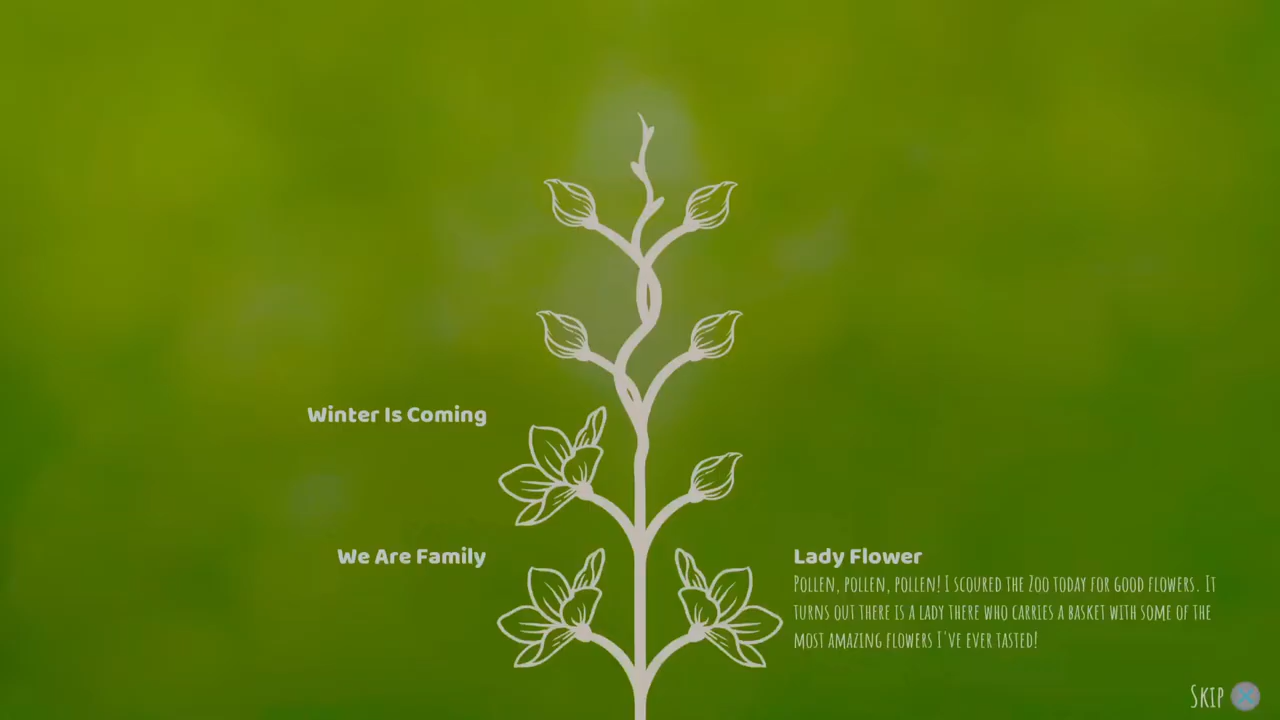 Winter Is Coming
We Are Family
Lady Flower
Pollen, pollen, pollen! I scoured the Zoo today for good flowers. It
turns out there is a lady there who carries a basket with some of the
most amazing flowers I've ever tasted!
Skip